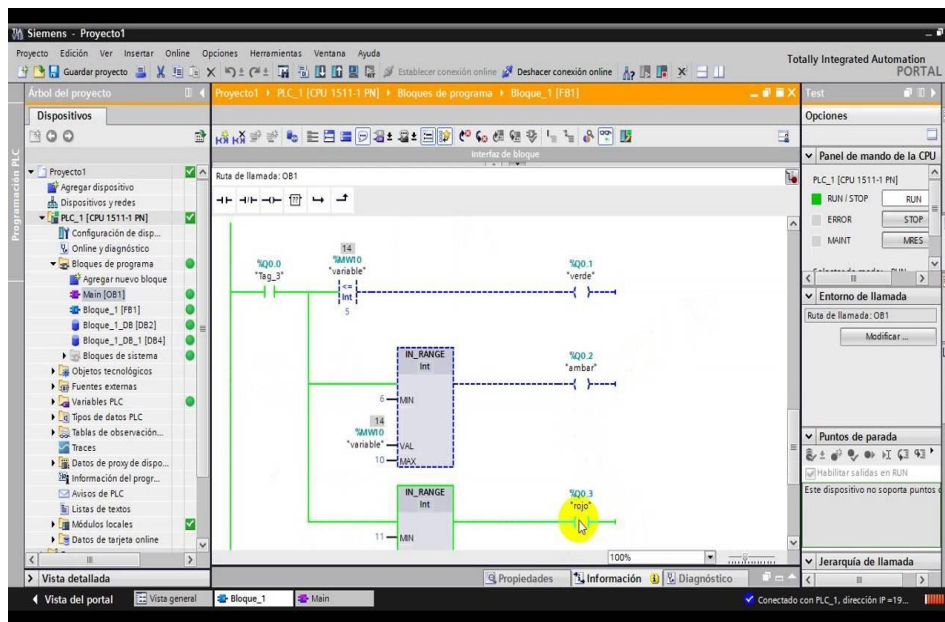 Siemens - Proyecto1
Proyecto Edición Ver Insertar Online Opciones Herramientas Ventana Ayuda
Totally Integrated Automation
PORTAL
Guardar proyecto
Establecer conexión online
Deshacer conexión online
Árbol del proyecto
Proyecto1 PLC_1 [CPU 1511-1 PN] Bloques de programa Bloque_1 [FB1]
Test
Dispositivos
Opciones
Programación PLC
Interfaz de bloque
Proyecto1
Agregar dispositivo
Dispositivos y redes
PLC_1 [CPU 1511-1 PN]
Configuración de disp...
Online y diagnóstico
Bloques de programa
Agregar nuevo bloque
Main [OB1]
Bloque_1 [FB1]
Bloque_1_DB [DB2]
Bloque_1_DB_1 [DB4]
Bloques de sistema
Objetos tecnológicos
Fuentes externas
Variables PLC
Tipos de datos PLC
Tablas de observación...
Traces
Datos de proxy de dispo...
Información del progr...
Avisos de PLC
Listas de textos
Módulos locales
Datos de tarjeta online
Vista detallada
Ruta de llamada: OB1
14
%Q0.0
"Tag_3"
%MW10
"variable"
<=
Int
5
%Q0.1
"verde"
IN_RANGE
Int
%Q0.2
"ambar"
6 MIN
14
%MW10
"variable" VAL
10 MAX
IN_RANGE
Int
%Q0.3
"rojo"
11 MIN
100%
Propiedades
Información
Diagnóstico
Panel de mando de la CPU
PLC_1 [CPU 1511-1 PN]
RUN / STOP
RUN
ERROR
STOP
MAINT
MRES
Entorno de llamada
Ruta de llamada: OB1
Modificar ...
Puntos de parada
Habilitar salidas en RUN
Este dispositivo no soporta puntos
Jerarquía de llamada
Vista del portal
Vista general
Bloque_1
Main
Conectado con PLC_1, dirección IP =19...